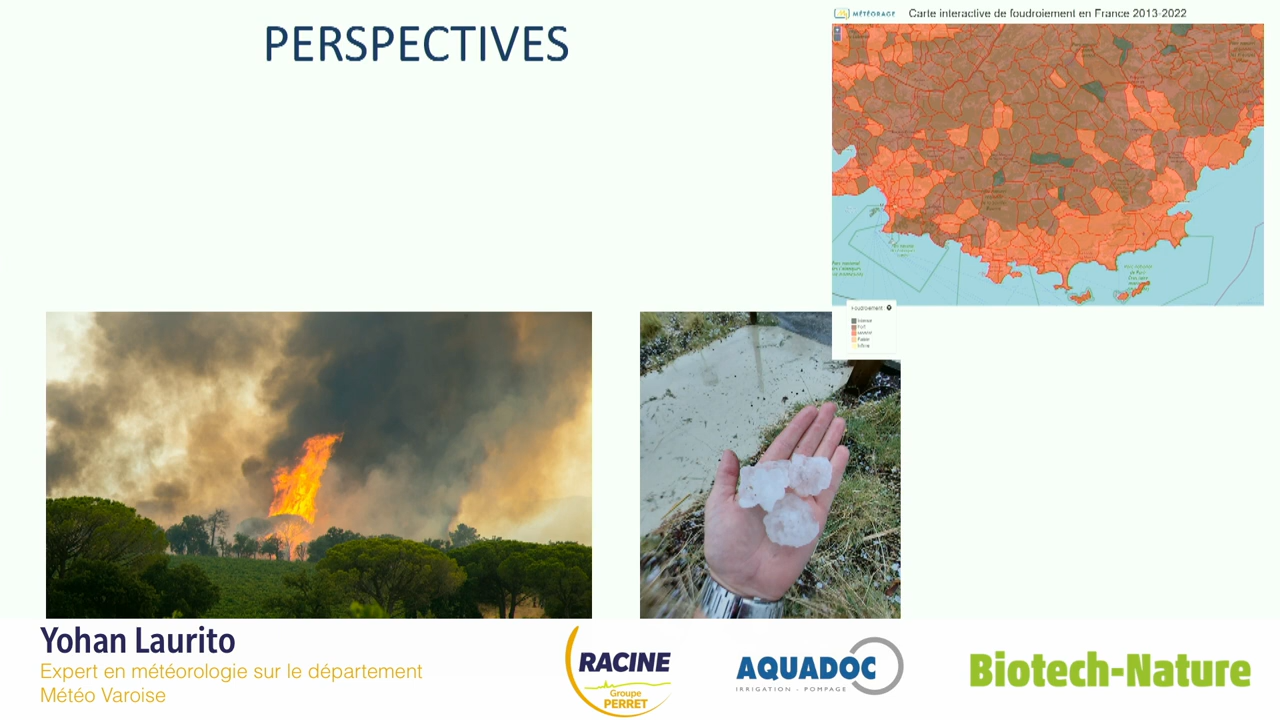 PERSPECTIVES
MÉTÉORAGE
Carte interactive de foudroiement en France 2013-2022
Foudroiement
Yohan Laurito
Expert en météorologie sur le département
Météo Varoise
RACINE
Groupe
PERRET
AQUADOC
IRRIGATION - POMPAGE
Biotech-Nature